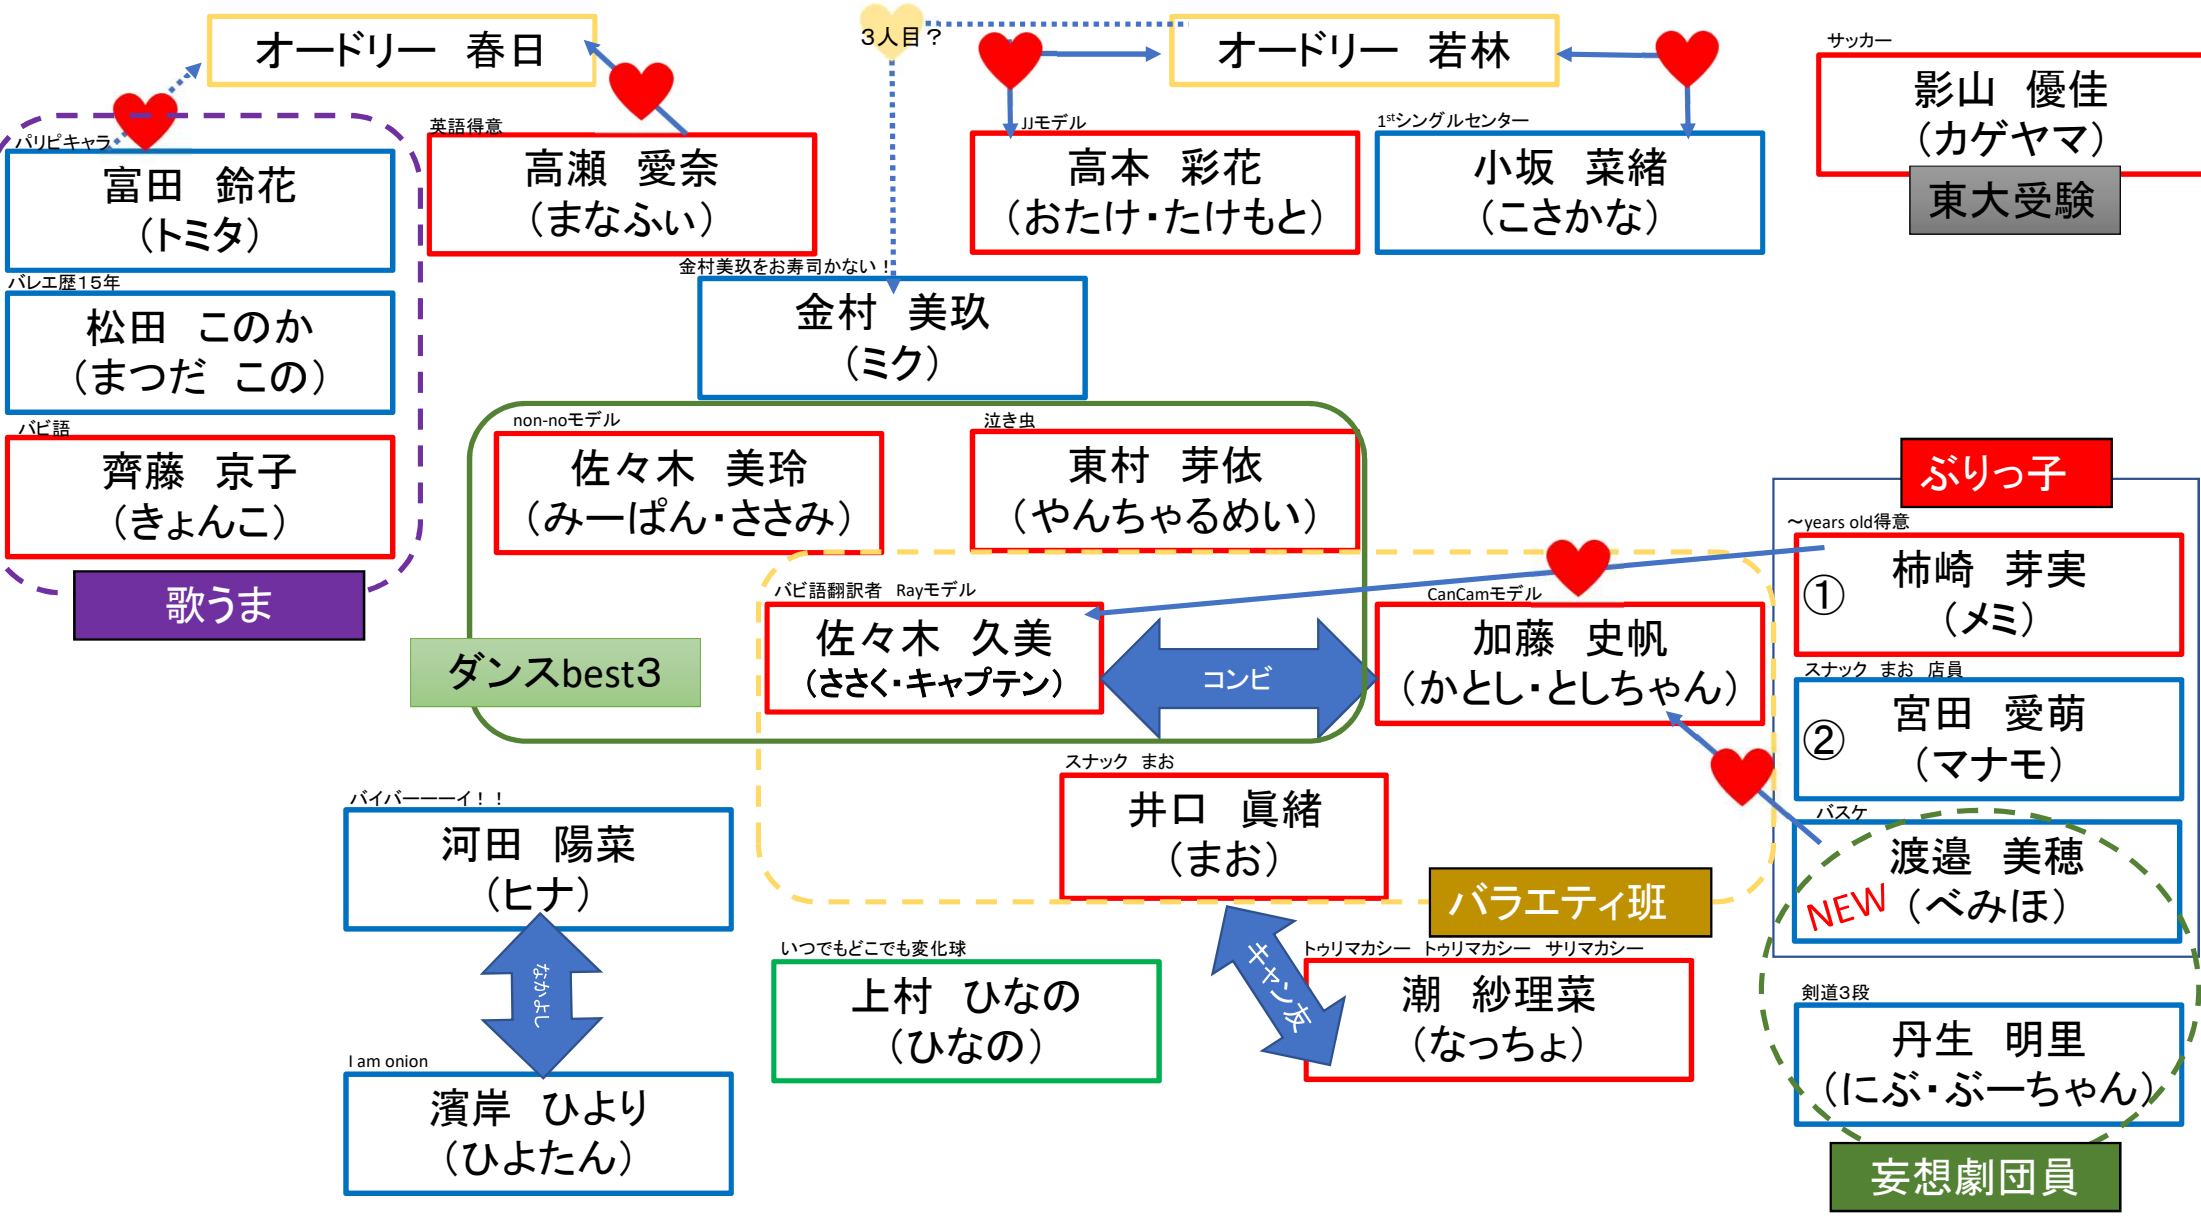 3人目？
オードリー　春日
オードリー　若林
サッカー
影山　優佳
（カゲヤマ）
東大受験
パリピキャラ
富田　鈴花
（トミタ）
英語得意
高瀬　愛奈
（まなふぃ）
JJモデル
高本　彩花
（おたけ・たけもと）
1stシングルセンター
小坂　菜緒
（こさかな）
バレエ歴15年
松田　このか
（まつだ　この）
金村美玖をお寿司かない！
金村　美玖
（ミク）
バビ語
齊藤　京子
（きょんこ）
歌うま
non-noモデル
佐々木　美玲
（みーぱん・ささみ）
泣き虫
東村　芽依
（やんちゃるめい）
ぶりっ子
～years old得意
①
柿崎　芽実
（メミ）
バビ語翻訳者　Rayモデル
佐々木　久美
（ささく・キャプテン）
コンビ
CanCamモデル
加藤　史帆
（かとし・としちゃん）
ダンスbest3
スナック　まお　店員
②
宮田　愛萌
（マナモ）
スナック　まお
井口　眞緒
（まお）
バラエティ班
バスケ
渡邉　美穂
NEW
（べみほ）
バイバーーーイ！！
河田　陽菜
（ヒナ）
なかよし
I am onion
濱岸　ひより
（ひよたん）
いつでもどこでも変化球
上村　ひなの
（ひなの）
キャン友
トゥリマカシー　トゥリマカシー　サリマカシー
潮　紗理菜
（なっちょ）
剣道3段
丹生　明里
（にぶ・ぶーちゃん）
妄想劇団員